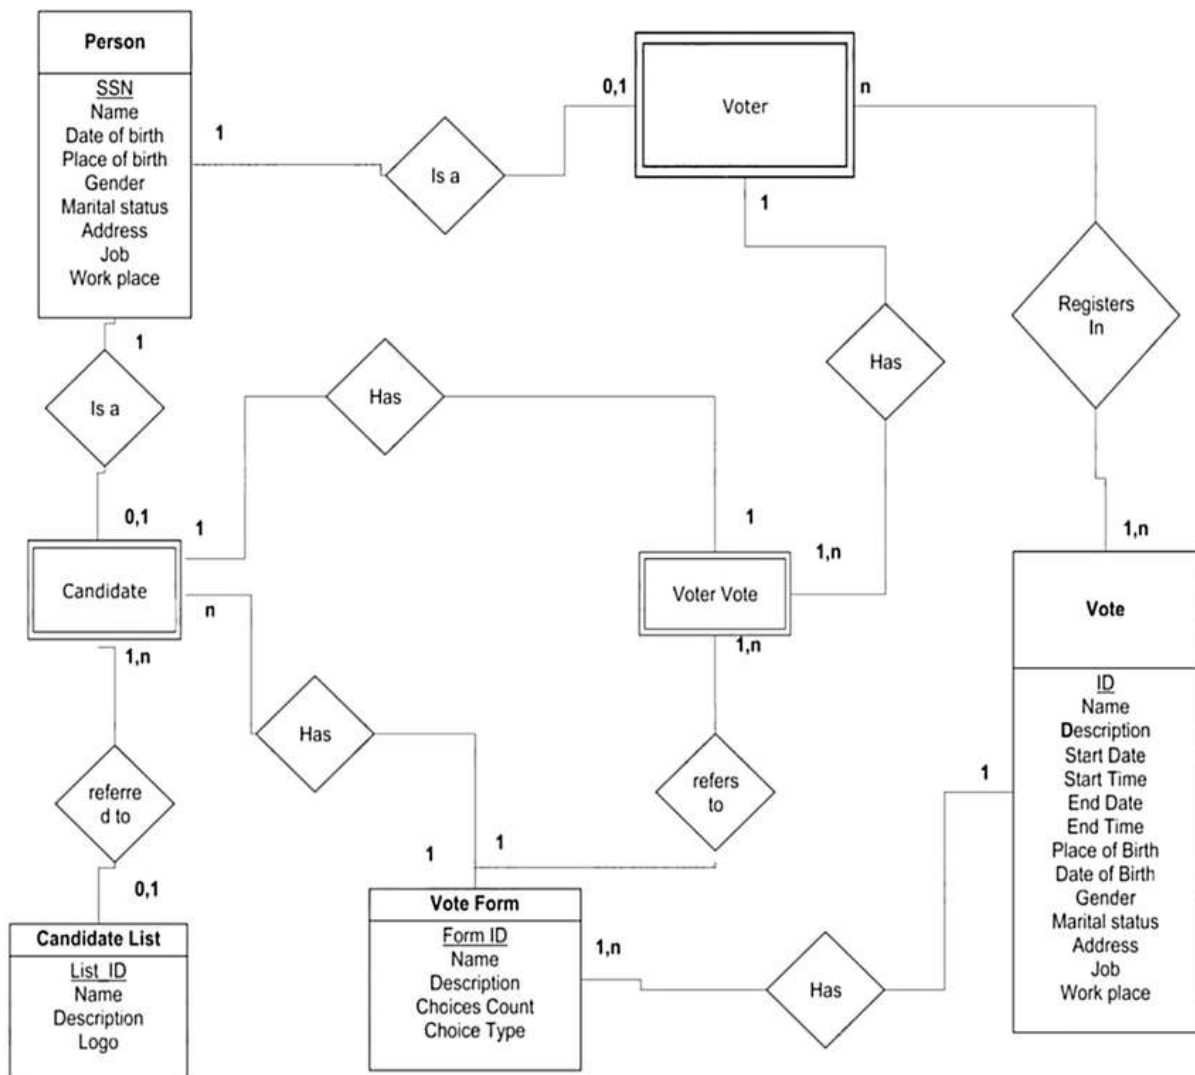 Person
SSN
Name
Date of birth
Place of birth
Gender
Marital status
Address
Job
Work place
1
Is a
0,1
Voter
n
1
Registers
In
Has
1
Is a
Has
0,1
1
1
1,n
1,n
Candidate
n
Voter Vote
1,n
1,n
Vote
ID
Name
Description
Start Date
Start Time
End Date
End Time
Place of Birth
Date of Birth
Gender
Marital status
Address
Job
Work place
Has
referre
d to
refers
to
1
1
1
0,1
Candidate List
List_ID
Name
Description
Logo
Vote Form
Form ID
Name
Description
Choices Count
Choice Type
1,n
Has